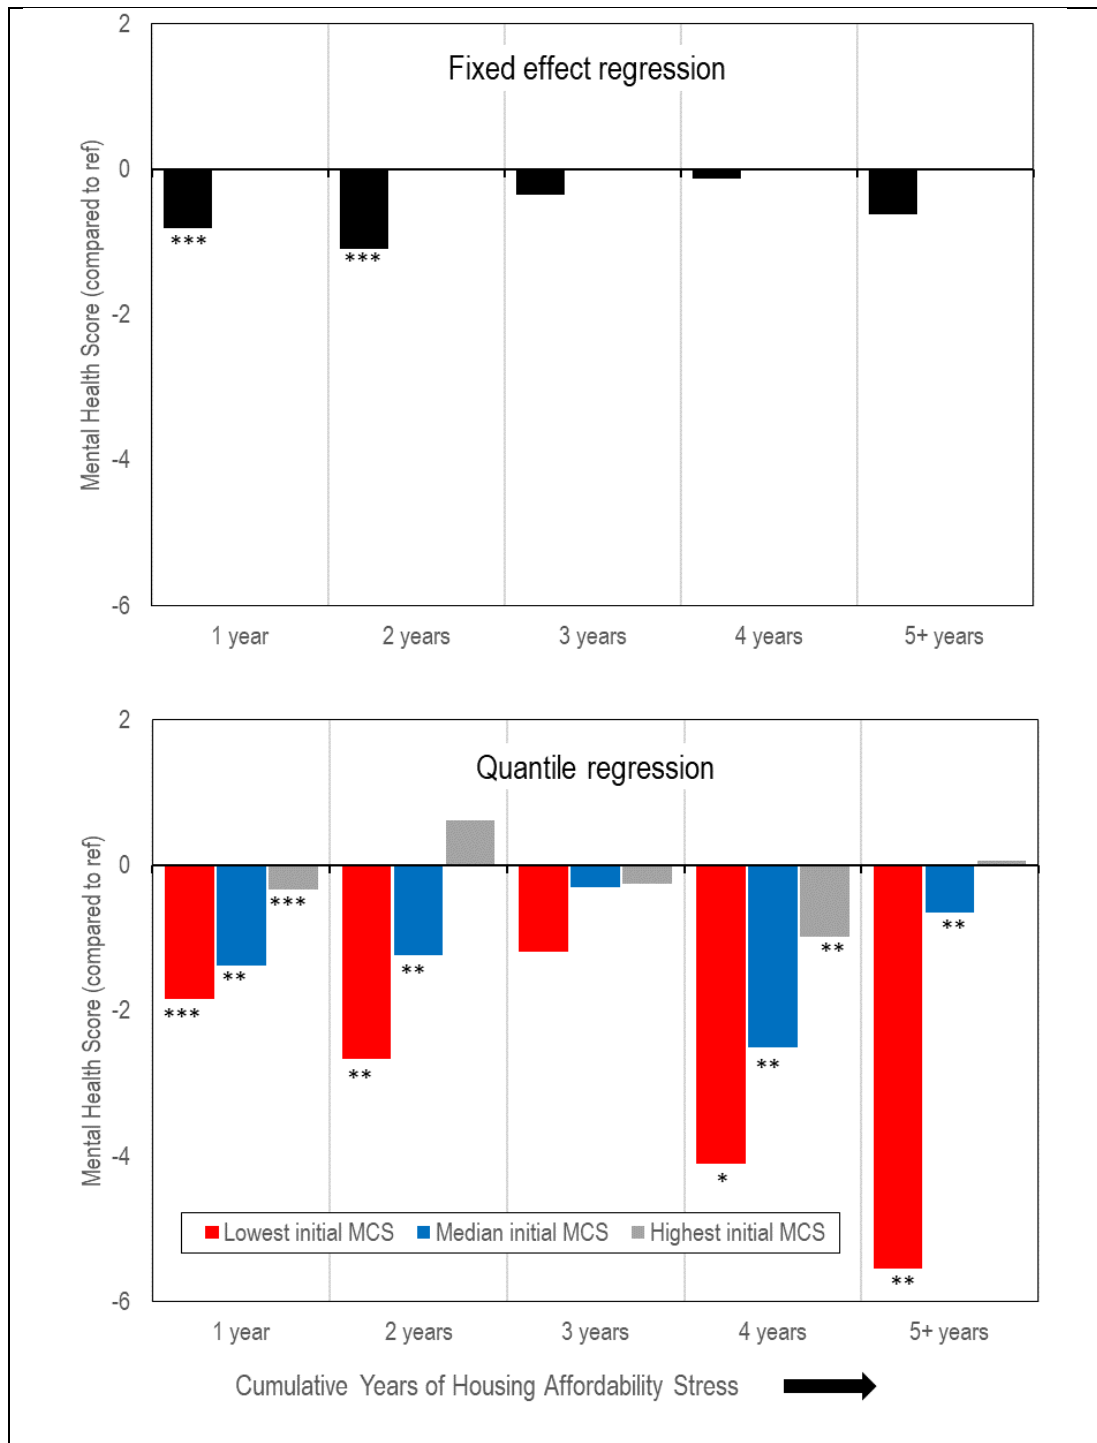 2
Fixed effect regression
0
***
***
-2
-4
-6
Mental Health Score (compared to ref)
1 year 2 years 3 years 4 years 5+ years
2
Quantile regression
0
***
**
***
**
**
-2
*
**
**
**
**
-4
-6
Mental Health Score (compared to ref)
Lowest initial MCS Median initial MCS Highest initial MCS
1 year 2 years 3 years 4 years 5+ years
Cumulative Years of Housing Affordability Stress